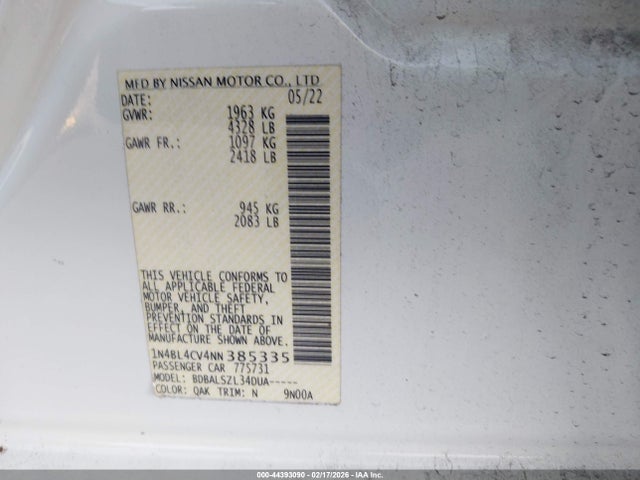 MFD BY NISSAN MOTOR CO., LTD
DATE: 05/22
GVWR: 1963 KG
4328 LB
GAWR FR.: 1097 KG
2418 LB
GAWR RR.: 945 KG
2083 LB
THIS VEHICLE CONFORMS TO
ALL APPLICABLE FEDERAL
MOTOR VEHICLE SAFETY,
BUMPER, AND THEFT
PREVENTION STANDARDS IN
EFFECT ON THE DATE OF
MANUFACTURE SHOWN ABOVE.
1N4BL4CV4NN385335
PASSENGER CAR 775731
MODEL: BDBALSZL34DUA-----
COLOR: QAK TRIM: N 9N00A
000-44393090 - 02/17/2026 - IAA Inc.